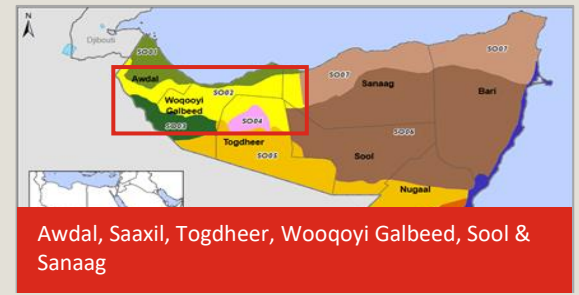 N
Djibouti
SO01
SO07
Awdal
SO07
Sanaag
Bari
Woqooyi
Galbeed
SO02
SO03
SO04
SO06
Togdheer
SO05
Sool
Nugaal
Awdal, Saaxil, Togdheer, Wooqoyi Galbeed, Sool &
Sanaag